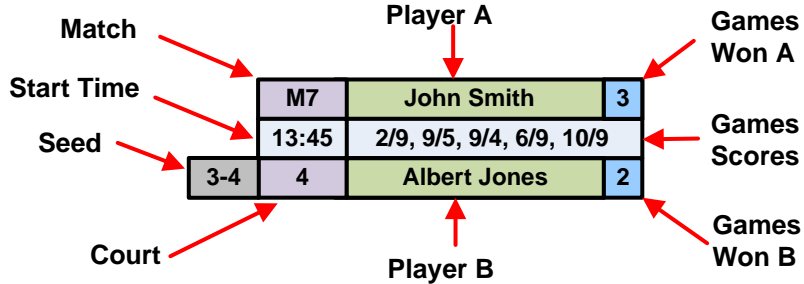 Player A
Match
Games
Won A
Start Time
M7 John Smith 3
13:45 2/9, 9/5, 9/4, 6/9, 10/9
Games
Scores
Seed
3-4 4 Albert Jones 2
Court
Player B
Games
Won B